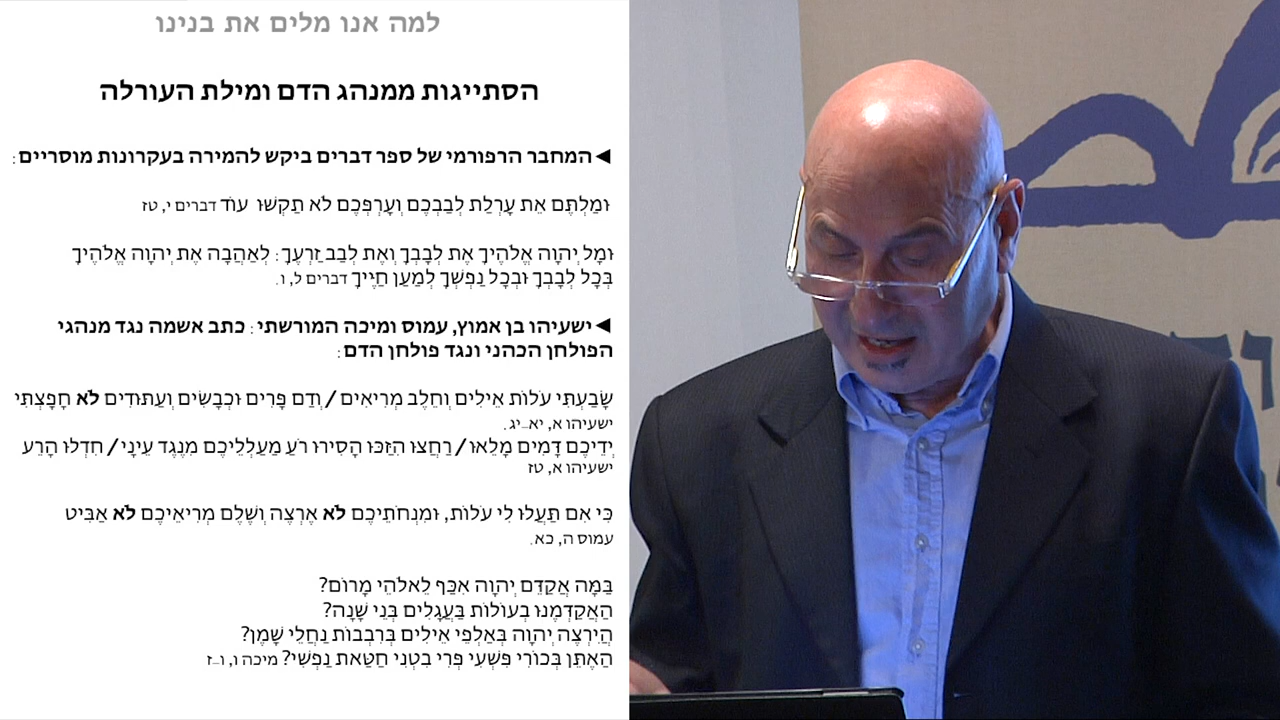 למה אנו מלים את בנינו
הסתייגות ממנהג הדם ומילת העורלה
◄המחבר הרפורמי של ספר דברים ביקש להמירה בעקרונות מוסריים:
וּמַלְתֶּם אֵת עָרְלַת לְבַבְכֶם וְעָרְפְּכֶם לֹא תַקְשׁוּ עוֹד דברים י, טז
וּמָל יְהוָה אֱלֹהֶיךָ אֶת לְבָבְךָ וְאֶת לְבַב זַרְעֶךָ: לְאַהֲבָה אֶת יְהוָה אֱלֹהֶיךָ
בְּכָל לְבָבְךָ וּבְכָל נַפְשְׁךָ לְמַעַן חַיֶּיךָ דברים ל, ו.
◄ישעיהו בן אמוץ, עמוס ומיכה המורשתי: כתב אשמה נגד מנהגי
הפולחן הכהני ונגד פולחן הדם:
שָׂבַעְתִּי עֹלוֹת אֵילִים וְחֵלֶב מְרִיאִים / וְדַם פָּרִים וּכְבָשִׂים וְעַתּוּדִים לֹא חָפָצְתִּי
ישעיהו א, יא–יג.
יְדֵיכֶם דָּמִים מָלֵאוּ / רַחֲצוּ הִזַּכּוּ הָסִירוּ רֹעַ מַעַלְלֵיכֶם מִנֶּגֶד עֵינָי / חִדְלוּ הָרֵעַ
ישעיהו א, טז
כִּי אִם תַּעֲלוּ לִי עֹלוֹת, וּמִנְחֹתֵיכֶם לֹא אֶרְצֶה וְשֶׁלֶם מְרִיאֵיכֶם לֹא אַבִּיט
עמוס ה, כא.
בַּמָּה אֲקַדֵּם יְהוָה אִכַּף לֵאלֹהֵי מָרוֹם?
הַאֲקַדְּמֶנּוּ בְעוֹלוֹת בַּעֲגָלִים בְּנֵי שָׁנָה?
הֲיִרְצֶה יְהוָה בְּאַלְפֵי אֵילִים בְּרִבְבוֹת נַחֲלֵי שָׁמֶן?
הַאֶתֵּן בְּכוֹרִי פִּשְׁעִי פְּרִי בִטְנִי חַטַּאת נַפְשִׁי? מיכה ו, ו–ז